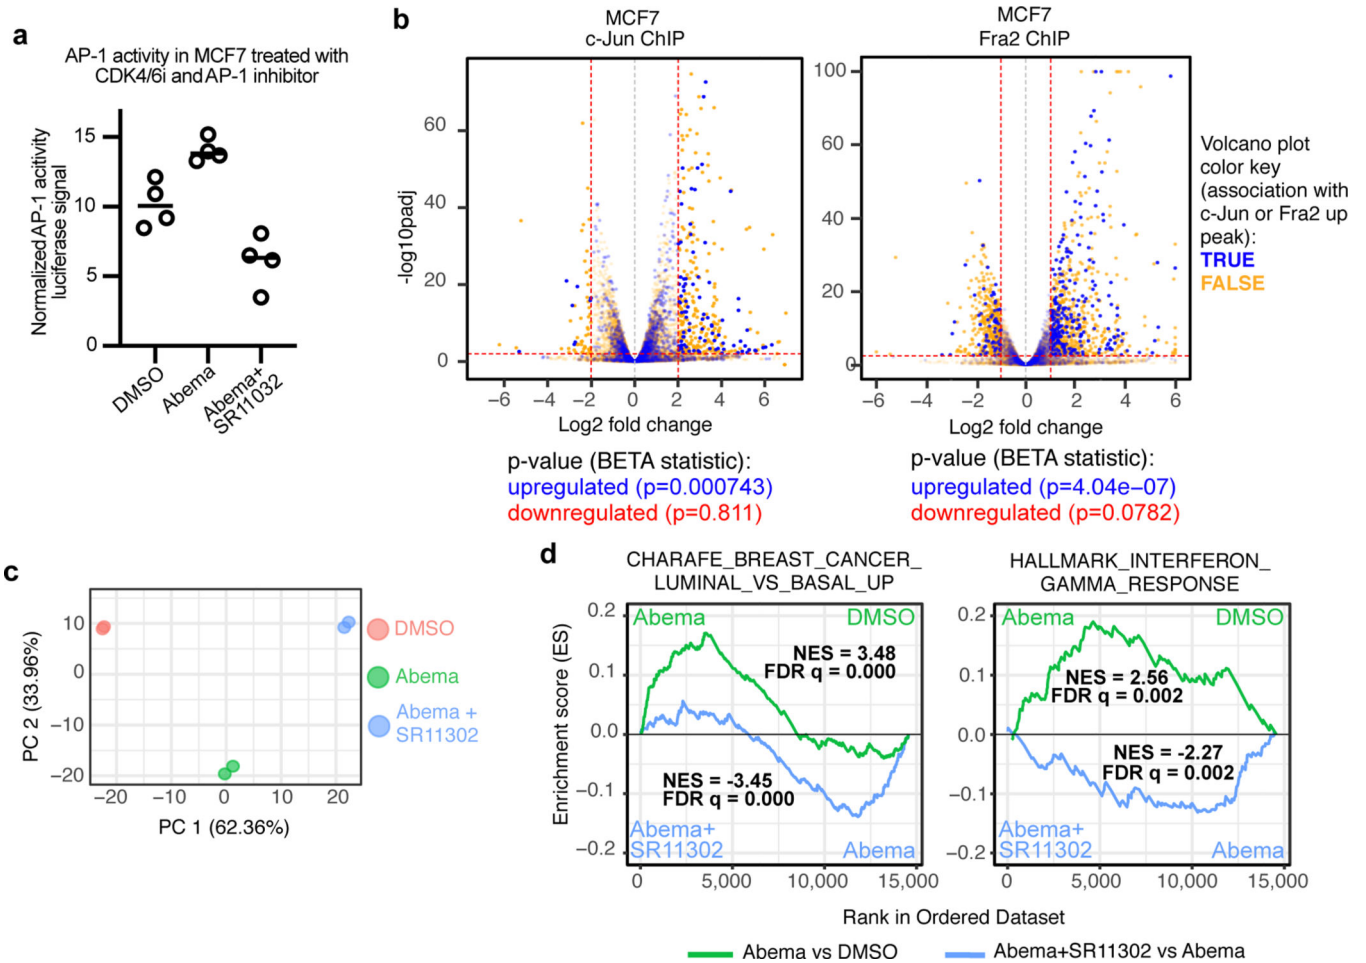 a
AP-1 activity in MCF7 treated with
CDK4/6i and AP-1 inhibitor
Normalized AP-1 acitivity
luciferase signal
15
10
5
0
DMSO
Abema
Abema+
SR11032
b
MCF7
c-Jun ChIP
-log10padj
60
40
20
0
−6 −4 −2 0 2 4 6
Log2 fold change
p-value (BETA statistic):
upregulated (p=0.000743)
downregulated (p=0.811)
MCF7
Fra2 ChIP
100
60
40
20
0
−6 −4 −2 0 2 4 6
Log2 fold change
p-value (BETA statistic):
upregulated (p=4.04e−07)
downregulated (p=0.0782)
Volcano plot
color key
(association with
c-Jun or Fra2 up
peak):
TRUE
FALSE
c
PC 2 (33.96%)
10
0
−10
−20
−20 −10 0 10 20
PC 1 (62.36%)
DMSO
Abema
Abema +
SR11302
d
CHARAFE_BREAST_CANCER_
LUMINAL_VS_BASAL_UP
Enrichment score (ES)
0.2
0.1
0.0
−0.1
−0.2
Abema DMSO
NES = 3.48
FDR q = 0.000
NES = -3.45
FDR q = 0.000
Abema+
SR11302 Abema
0 5,000 10,000 15,000
HALLMARK_INTERFERON_
GAMMA_RESPONSE
0.2
0.1
0.0
−0.1
−0.2
Abema DMSO
NES = 2.56
FDR q = 0.002
NES = -2.27
FDR q = 0.002
Abema+
SR11302 Abema
0 5,000 10,000 15,000
Rank in Ordered Dataset
Abema vs DMSO Abema+SR11302 vs Abema